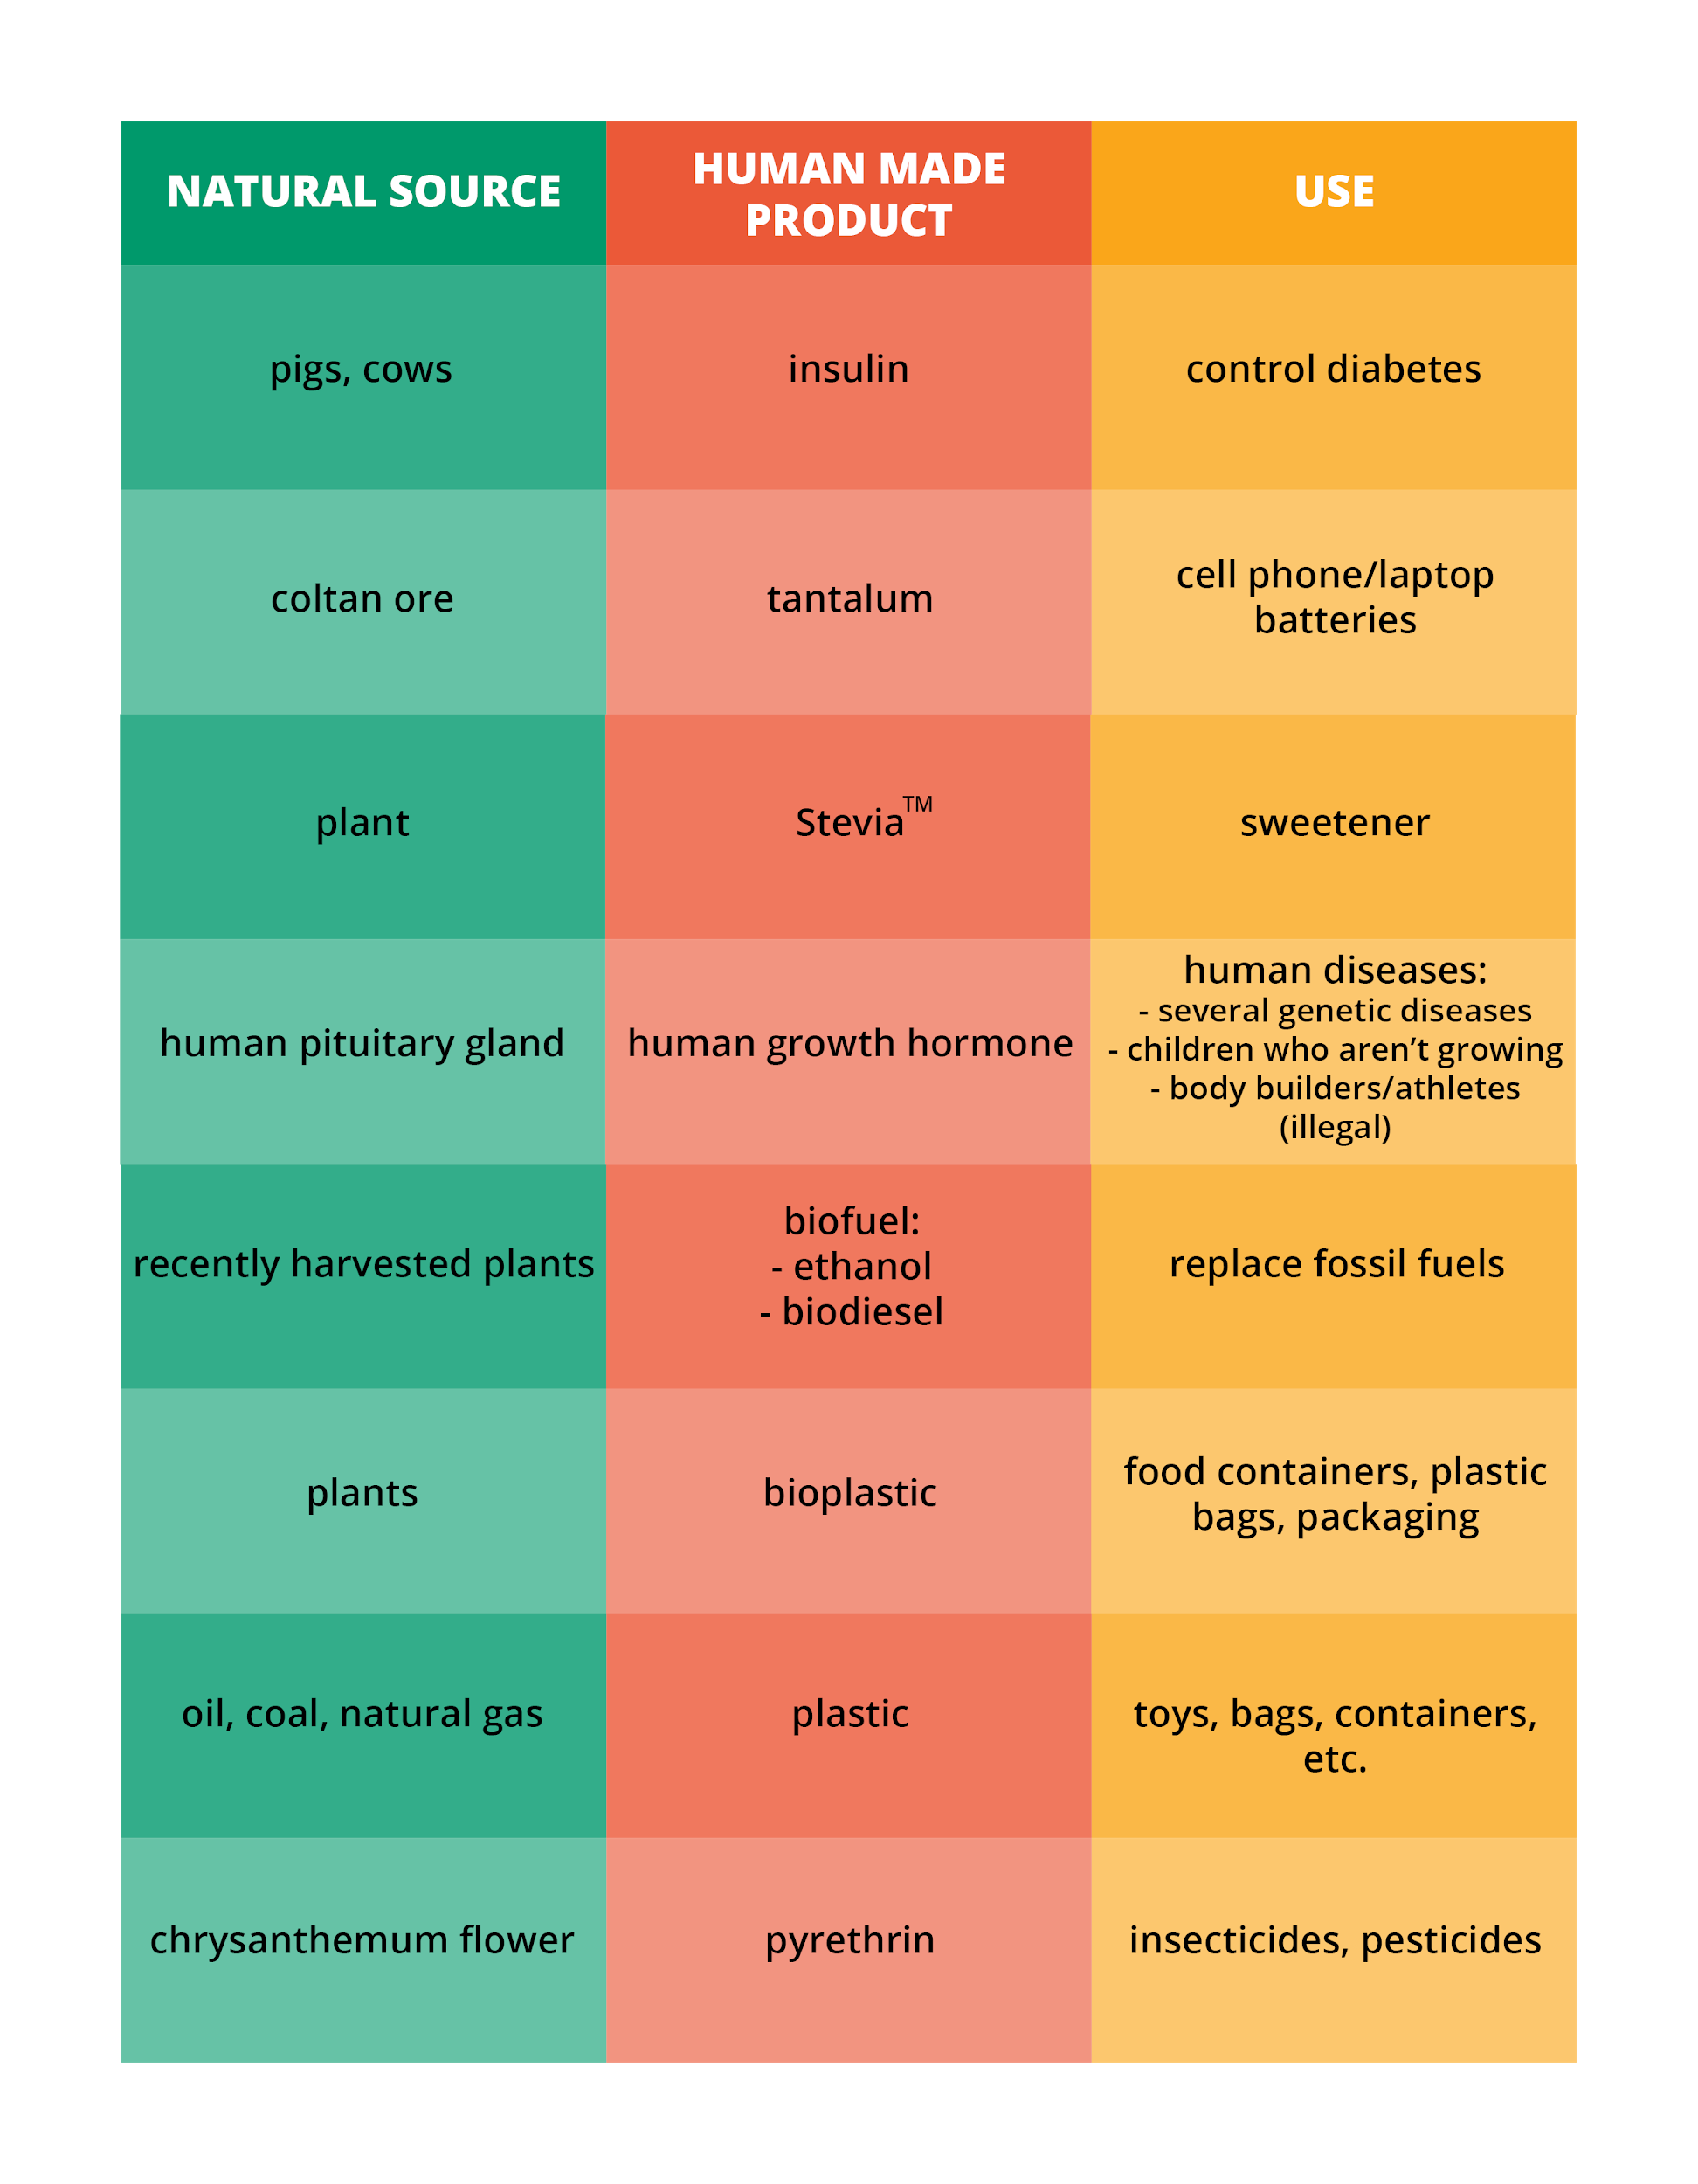 NATURAL SOURCE
HUMAN MADE
PRODUCT
USE
pigs, cows
insulin
control diabetes
coltan ore
tantalum
cell phone/laptop
batteries
plant
Stevia™
sweetener
human pituitary gland
human growth hormone
human diseases:
- several genetic diseases
- children who aren’t growing
- body builders/athletes
(illegal)
recently harvested plants
biofuel:
- ethanol
- biodiesel
replace fossil fuels
plants
bioplastic
food containers, plastic
bags, packaging
oil, coal, natural gas
plastic
toys, bags, containers,
etc.
chrysanthemum flower
pyrethrin
insecticides, pesticides